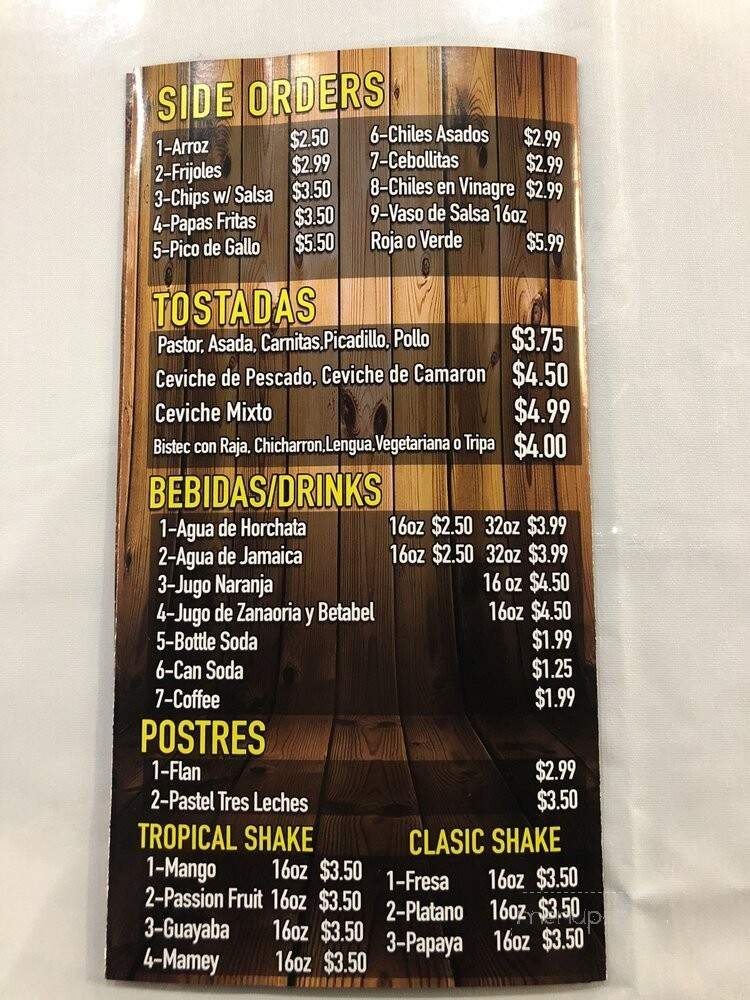 SIDE ORDERS
1-Arroz $2.50
2-Frijoles $2.99
3-Chips w/ Salsa $3.50
4-Papas Fritas $3.50
5-Pico de Gallo $5.50
6-Chiles Asados $2.99
7-Cebollitas $2.99
8-Chiles en Vinagre $2.99
9-Vaso de Salsa 16oz
Roja o Verde $5.99
TOSTADAS
Pastor, Asada, Carnitas,Picadillo, Pollo $3.75
Ceviche de Pescado, Ceviche de Camaron $4.50
Ceviche Mixto $4.99
Bistec con Raja, Chicharron,Lengua,Vegetariana o Tripa $4.00
BEBIDAS/DRINKS
1-Agua de Horchata 16oz $2.50 32oz $3.99
2-Agua de Jamaica 16oz $2.50 32oz $3.99
3-Jugo Naranja 16 oz $4.50
4-Jugo de Zanaoria y Betabel 16oz $4.50
5-Bottle Soda $1.99
6-Can Soda $1.25
7-Coffee $1.99
POSTRES
1-Flan $2.99
2-Pastel Tres Leches $3.50
TROPICAL SHAKE
1-Mango 16oz $3.50
2-Passion Fruit 16oz $3.50
3-Guayaba 16oz $3.50
4-Mamey 16oz $3.50
CLASIC SHAKE
1-Fresa 16oz $3.50
2-Platano 16oz $3.50
3-Papaya 16oz $3.50